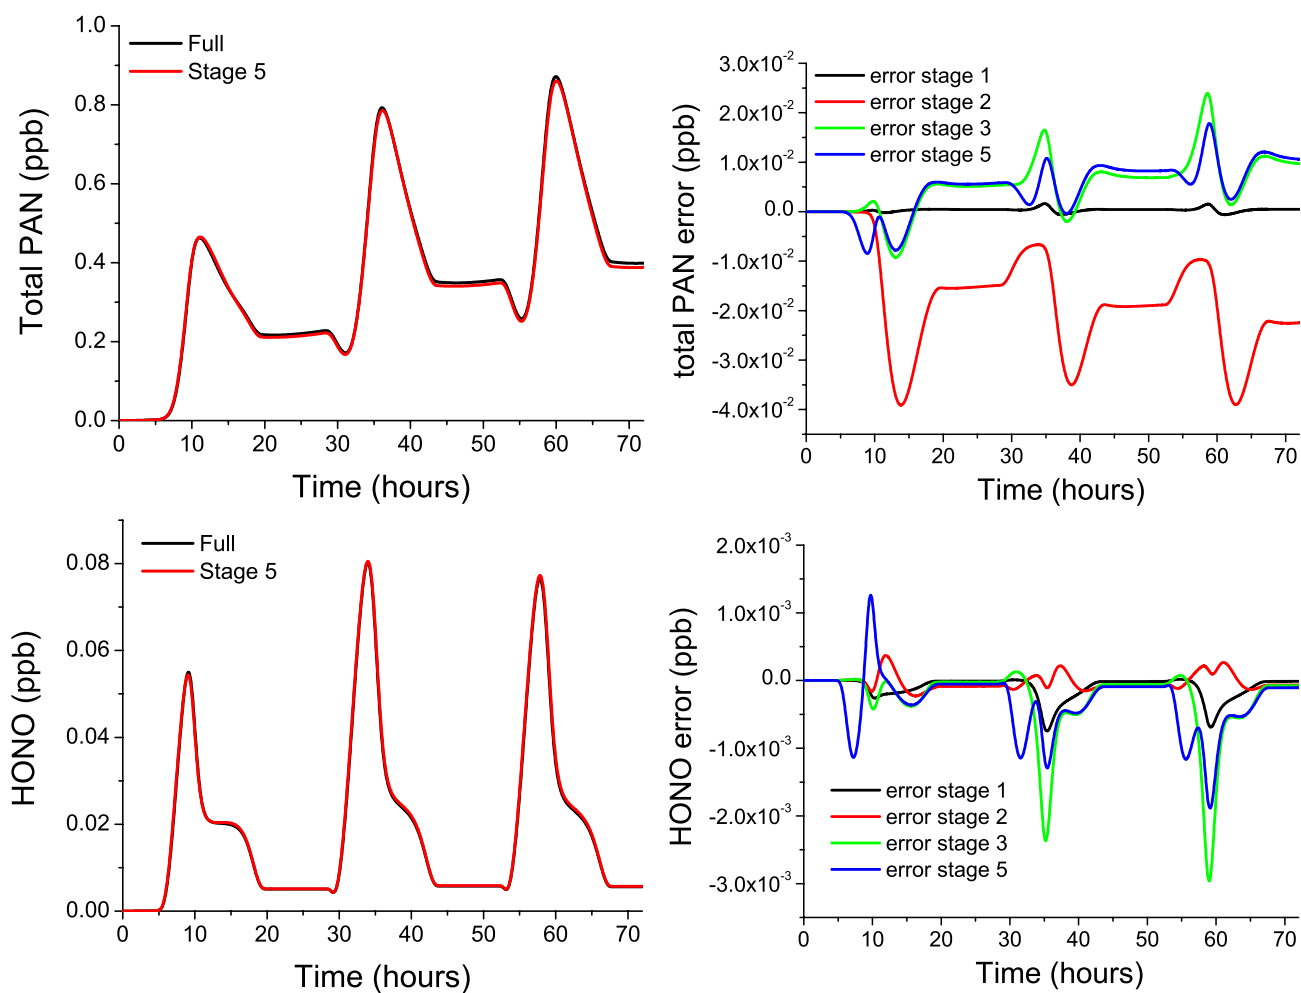 Full
Stage 5
1.0
0.8
0.6
0.4
0.2
0.0
Total PAN (ppb)
0 10 20 30 40 50 60 70
Time (hours)
error stage 1
error stage 2
error stage 3
error stage 5
3.0x10⁻²
2.0x10⁻²
1.0x10⁻²
0.0
-1.0x10⁻²
-2.0x10⁻²
-3.0x10⁻²
-4.0x10⁻²
total PAN error (ppb)
0 10 20 30 40 50 60 70
Time (hours)
Full
Stage 5
0.08
0.06
0.04
0.02
0.00
HONO (ppb)
0 10 20 30 40 50 60 70
Time (hours)
2.0x10⁻³
1.0x10⁻³
0.0
-1.0x10⁻³
-2.0x10⁻³
-3.0x10⁻³
HONO error (ppb)
error stage 1
error stage 2
error stage 3
error stage 5
0 10 20 30 40 50 60 70
Time (hours)